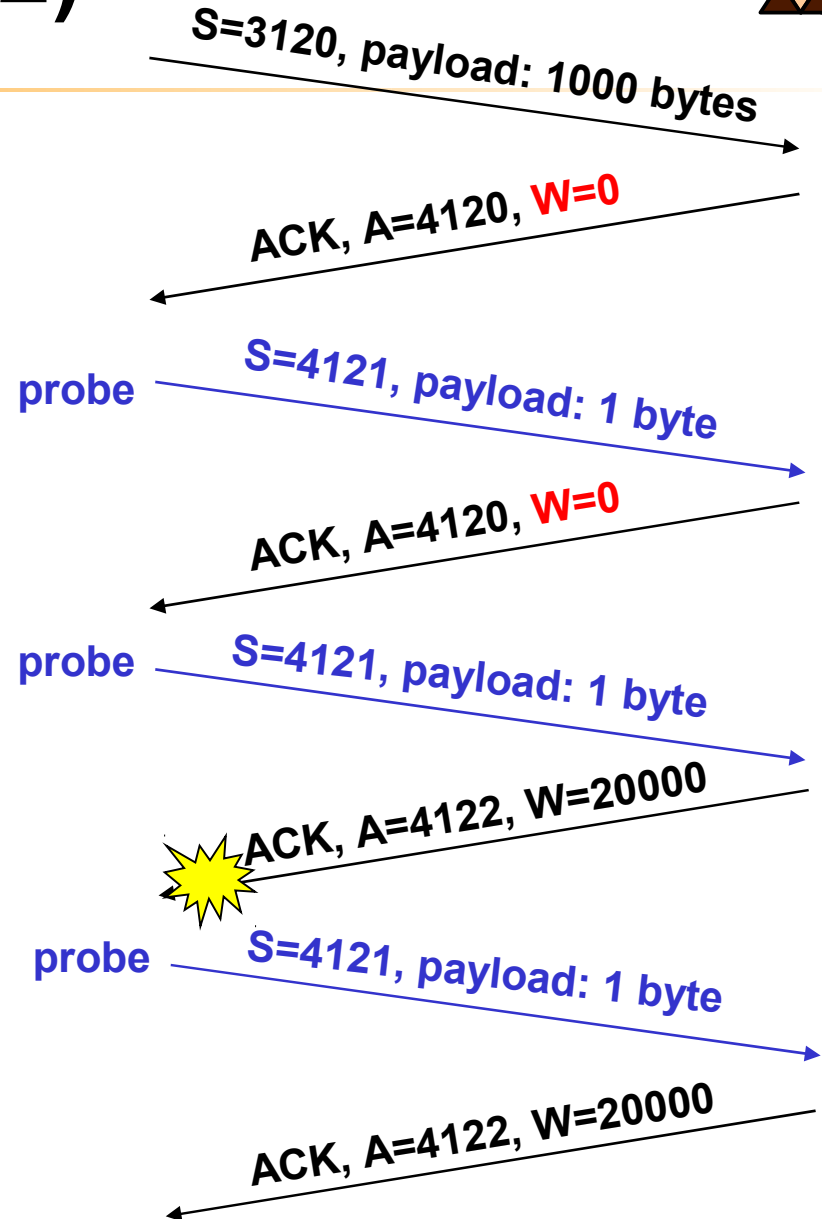 S=3120, payload: 1000 bytes
ACK, A=4120, W=0
probe
S=4121, payload: 1 byte
ACK, A=4120, W=0
probe
S=4121, payload: 1 byte
ACK, A=4122, W=20000
probe
S=4121, payload: 1 byte
ACK, A=4122, W=20000